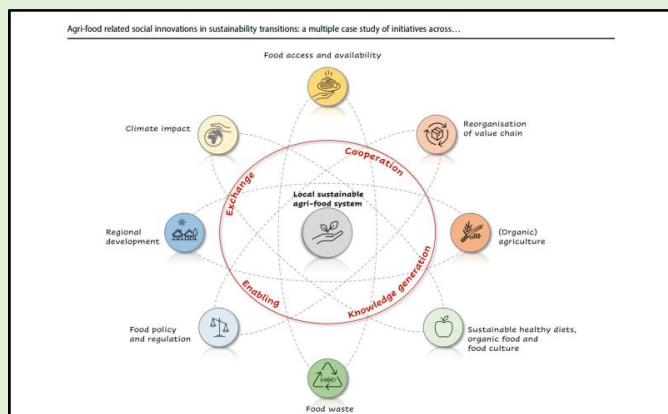 Agri-food related social innovations in sustainability transitions: a multiple case study of initiatives across…
Food access and availability
Climate impact
Reorganisation
of value chain
Exchange
Cooperation
Local sustainable
agri-food system
Regional
development
(Organic)
agriculture
Enabling
Knowledge generation
Food policy
and regulation
Sustainable healthy diets,
organic food and
food culture
Food waste